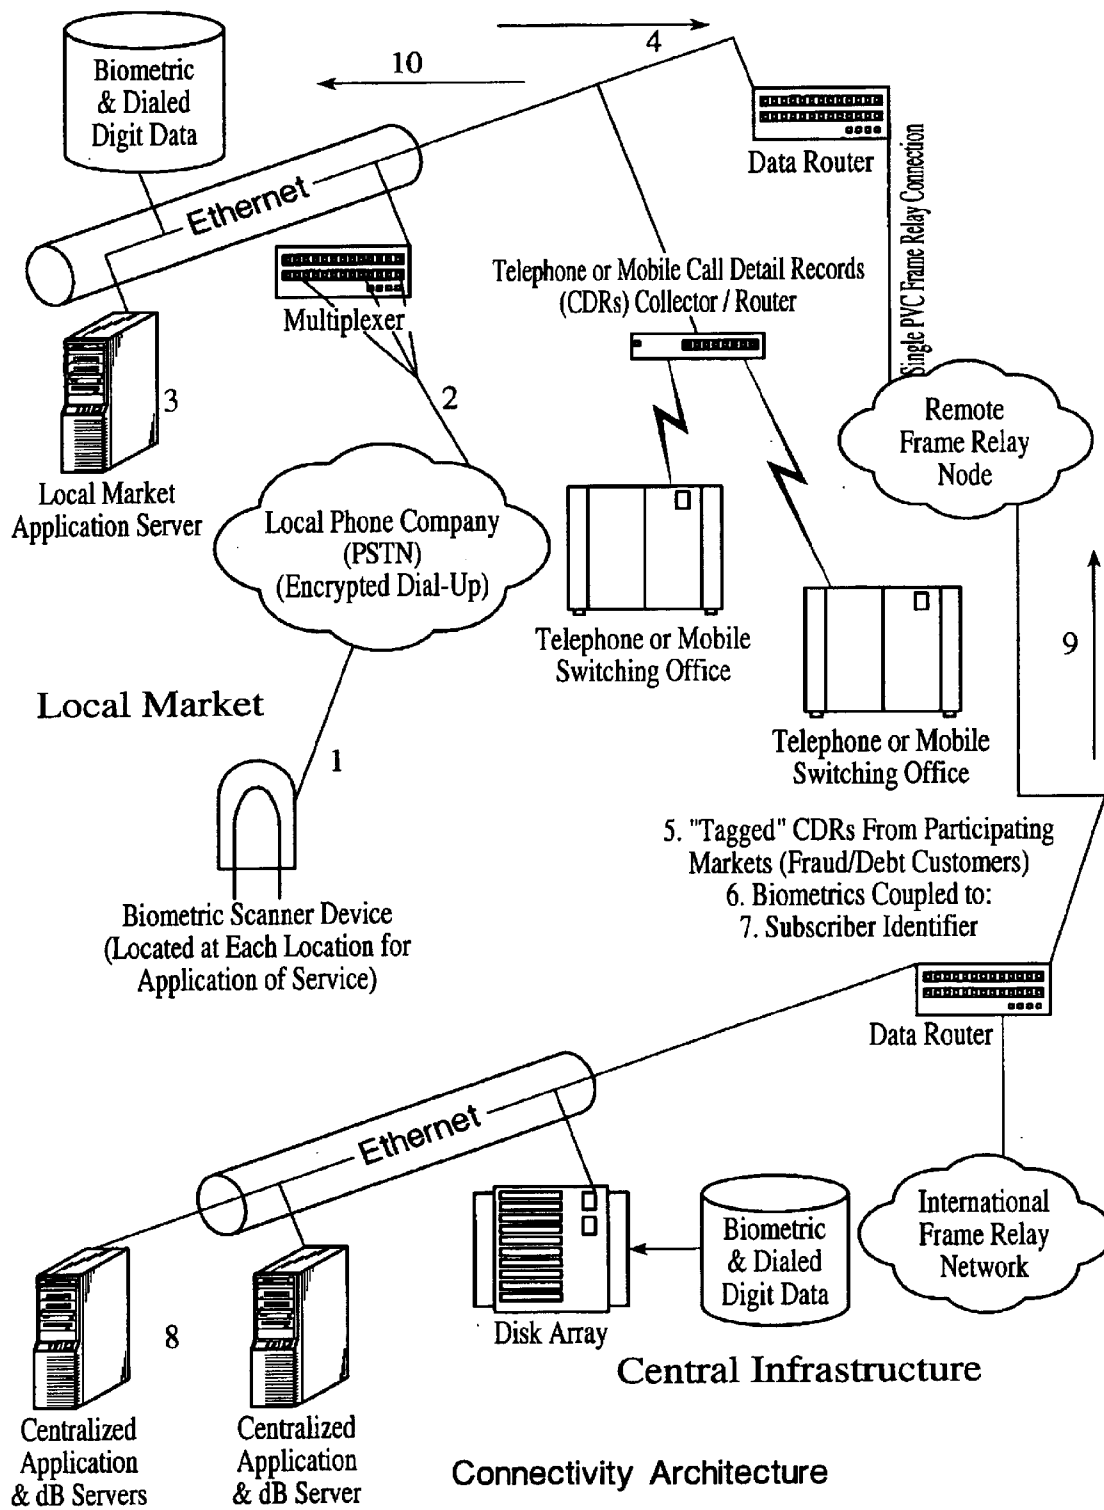 4
10
Biometric
& Dialed
Digit Data
Data Router
Single PVC Frame Relay Connection
Ethernet
Multiplexer
Telephone or Mobile Call Detail Records
(CDRs) Collector / Router
3
2
Local Market
Application Server
Remote
Frame Relay
Node
Local Phone Company
(PSTN)
(Encrypted Dial-Up)
Telephone or Mobile
Switching Office
9
Local Market
1
Telephone or Mobile
Switching Office
5. "Tagged" CDRs From Participating
Markets (Fraud/Debt Customers)
6. Biometrics Coupled to:
7. Subscriber Identifier
Biometric Scanner Device
(Located at Each Location for
Application of Service)
Data Router
Ethernet
International
Frame Relay
Network
Biometric
& Dialed
Digit Data
Disk Array
8
Central Infrastructure
Centralized
Application
& dB Servers
Centralized
Application
& dB Server
Connectivity Architecture